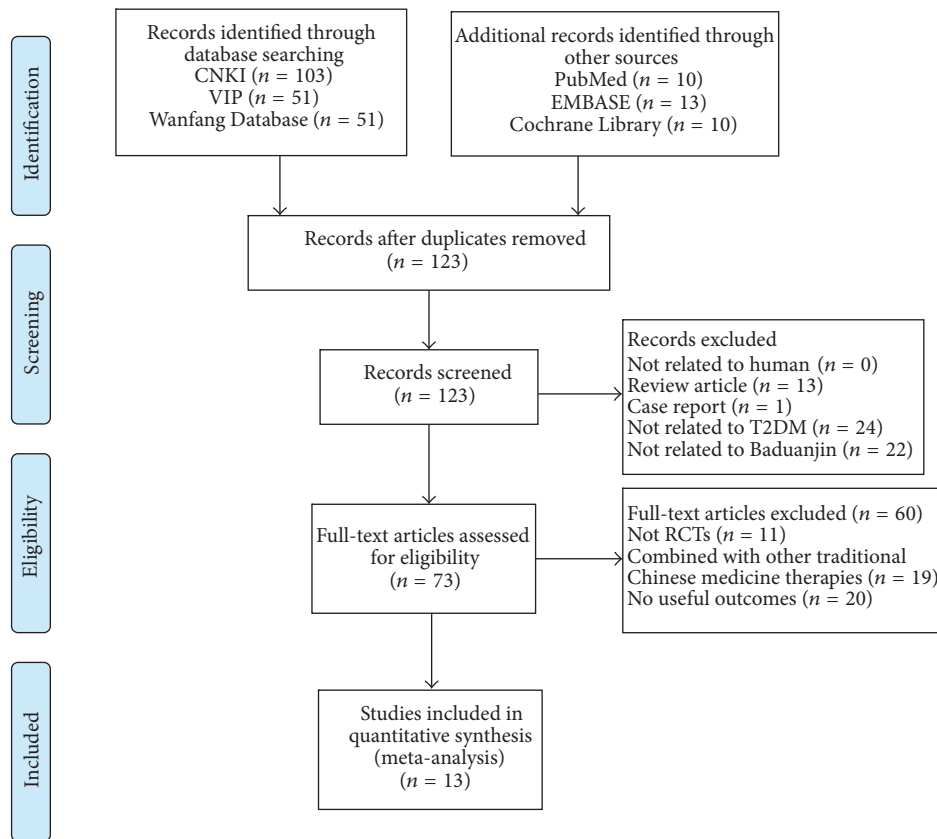 Identification
Records identified through
database searching
CNKI (n = 103)
VIP (n = 51)
Wanfang Database (n = 51)
Additional records identified through
other sources
PubMed (n = 10)
EMBASE (n = 13)
Cochrane Library (n = 10)
Records after duplicates removed
(n = 123)
Screening
Records screened
(n = 123)
Records excluded
Not related to human (n = 0)
Review article (n = 13)
Case report (n = 1)
Not related to T2DM (n = 24)
Not related to Baduanjin (n = 22)
Eligibility
Full-text articles assessed
for eligibility
(n = 73)
Full-text articles excluded (n = 60)
Not RCTs (n = 11)
Combined with other traditional
Chinese medicine therapies (n = 19)
No useful outcomes (n = 20)
Included
Studies included in
quantitative synthesis
(meta-analysis)
(n = 13)